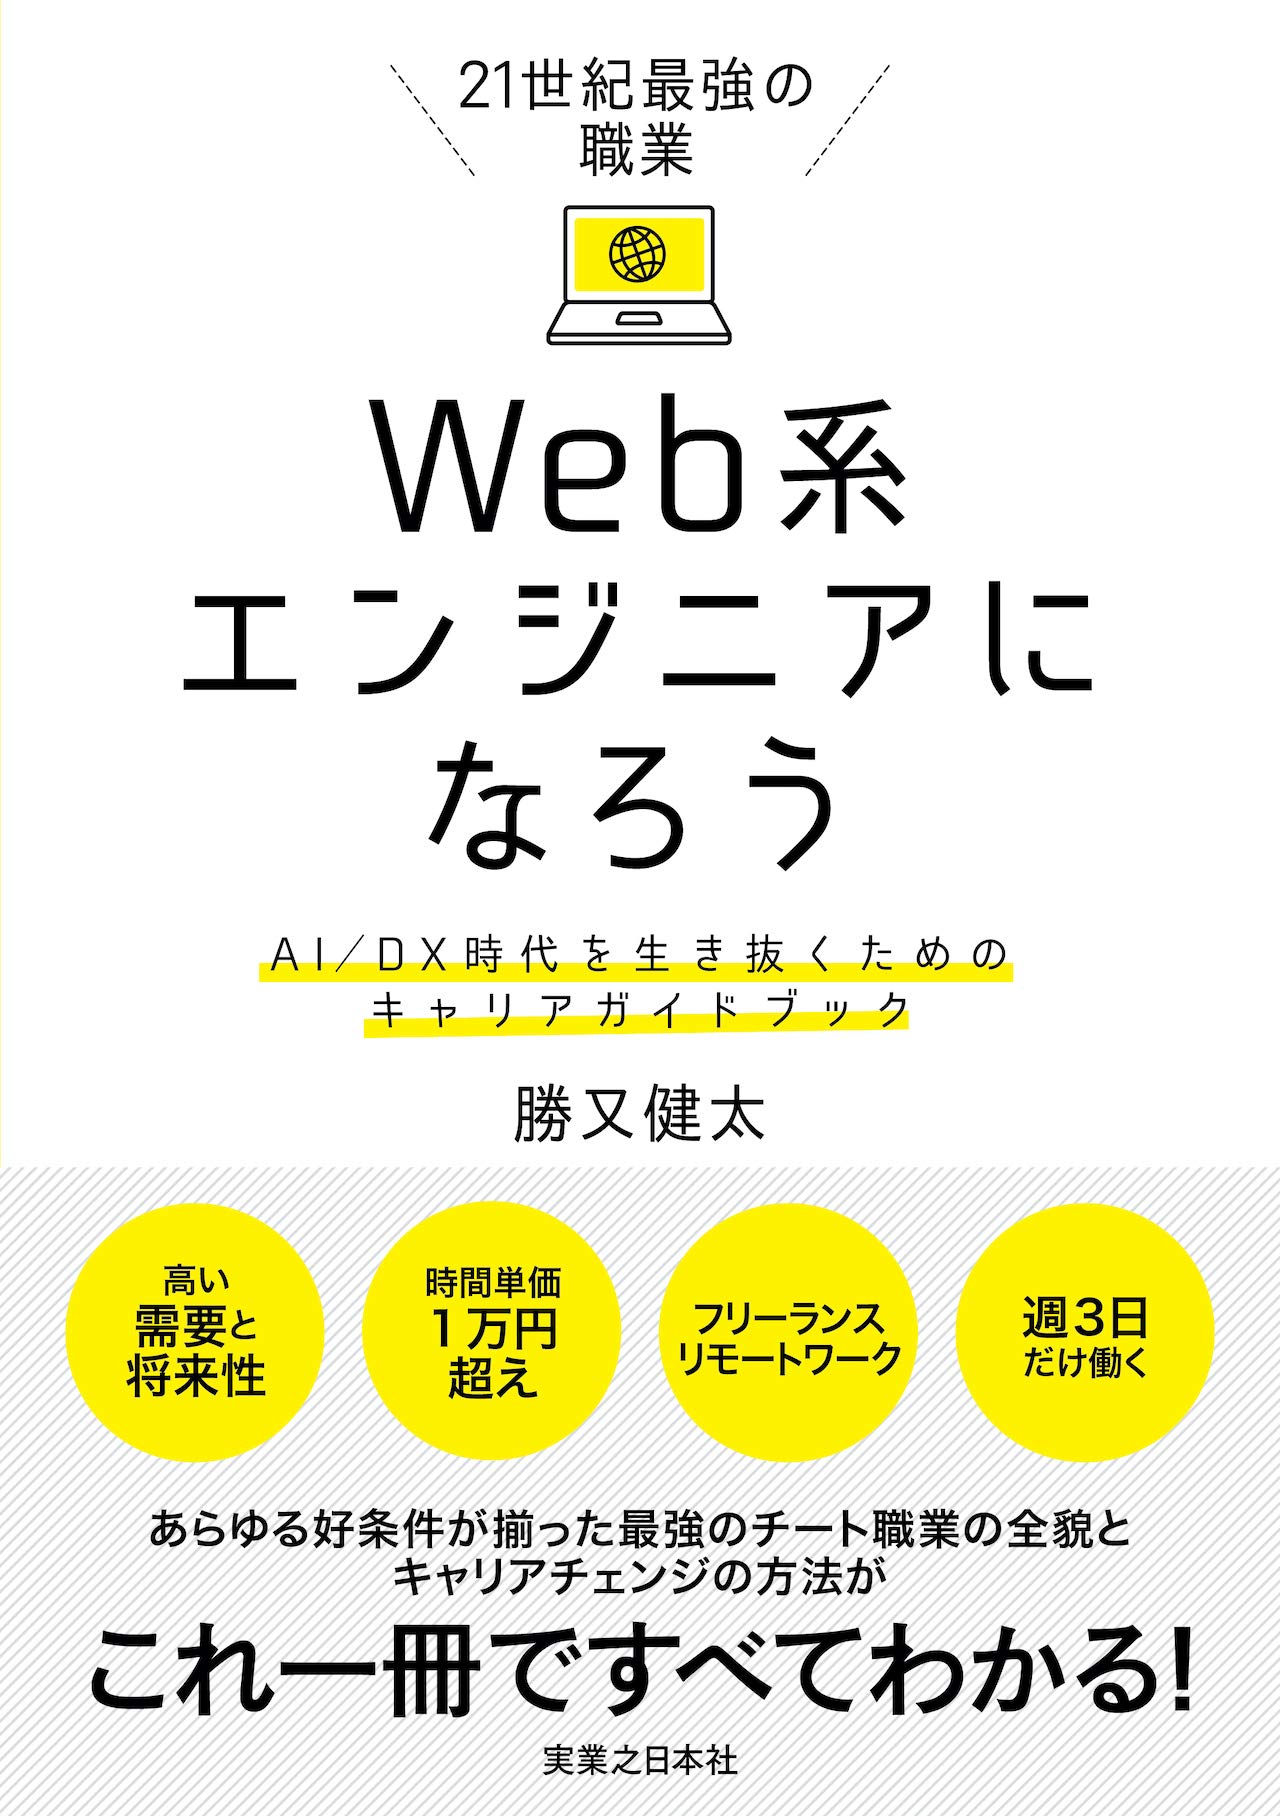 21世紀最強の
職業
Web系
エンジニアに
なろう
AI/DX時代を生き抜くための
キャリアガイドブック
勝又健太
高い
需要と
将来性
時間単価
1万円
超え
フリーランス
リモートワーク
週3日
だけ働く
あらゆる好条件が揃った最強のチート職業の全貌と
キャリアチェンジの方法が
これ一冊ですべてわかる!
実業之日本社